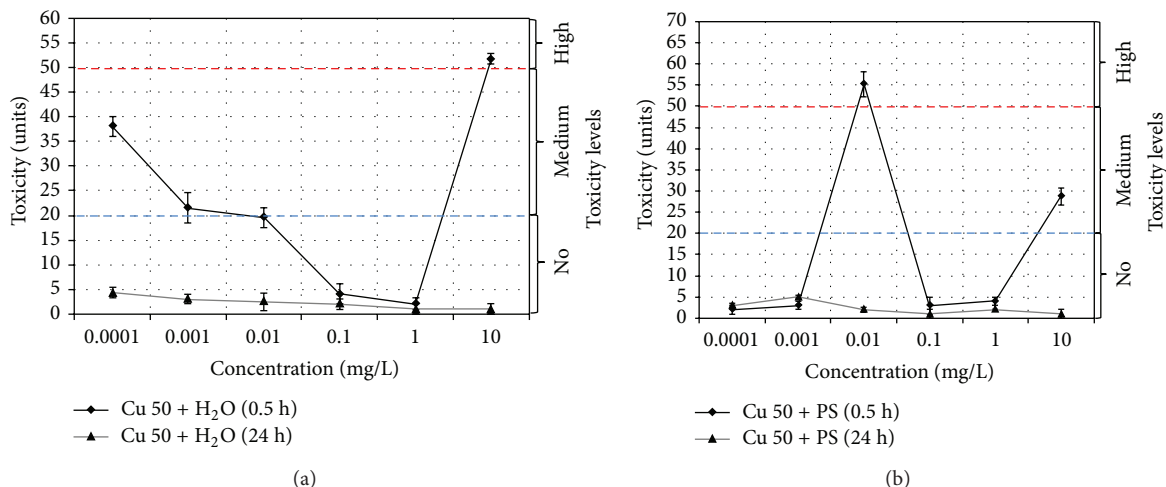 60
55
50
45
40
35
30
25
20
15
10
5
0
Toxicity (units)
0.0001 0.001 0.01 0.1 1 10
Concentration (mg/L)
No
Medium
High
Toxicity levels
Cu 50 + H₂O (0.5 h)
Cu 50 + H₂O (24 h)
(a)
70
65
60
55
50
45
40
35
30
25
20
15
10
5
0
Toxicity (units)
0.0001 0.001 0.01 0.1 1 10
Concentration (mg/L)
No
Medium
High
Toxicity levels
Cu 50 + PS (0.5 h)
Cu 50 + PS (24 h)
(b)